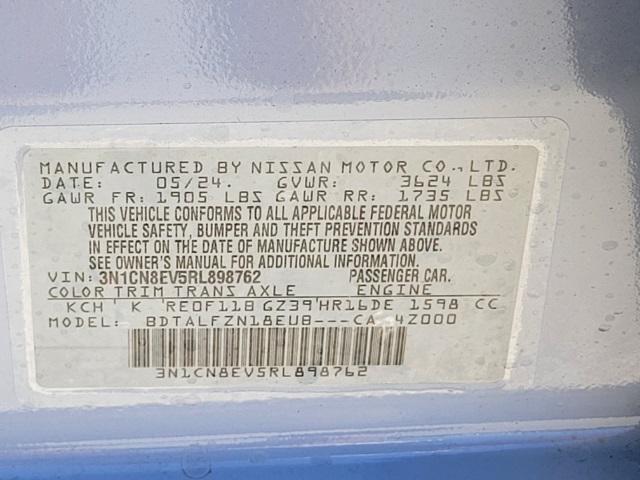 MANUFACTURED BY NISSAN MOTOR CO., LTD.
DATE: 05/24. GVWR: 3624 LBS
GAWR FR: 1905 LBS GAWR RR: 1735 LBS
THIS VEHICLE CONFORMS TO ALL APPLICABLE FEDERAL MOTOR
VEHICLE SAFETY, BUMPER AND THEFT PREVENTION STANDARDS
IN EFFECT ON THE DATE OF MANUFACTURE SHOWN ABOVE.
SEE OWNER'S MANUAL FOR ADDITIONAL INFORMATION.
VIN: 3N1CN8EV5RL898762 PASSENGER CAR.
COLOR TRIM TRANS AXLE ENGINE
KCH K RE0F11B GZ39 HR16DE 1598 CC
MODEL: BDTALFZN18EU8---CA 4Z000
3N1CN8EV5RL898762